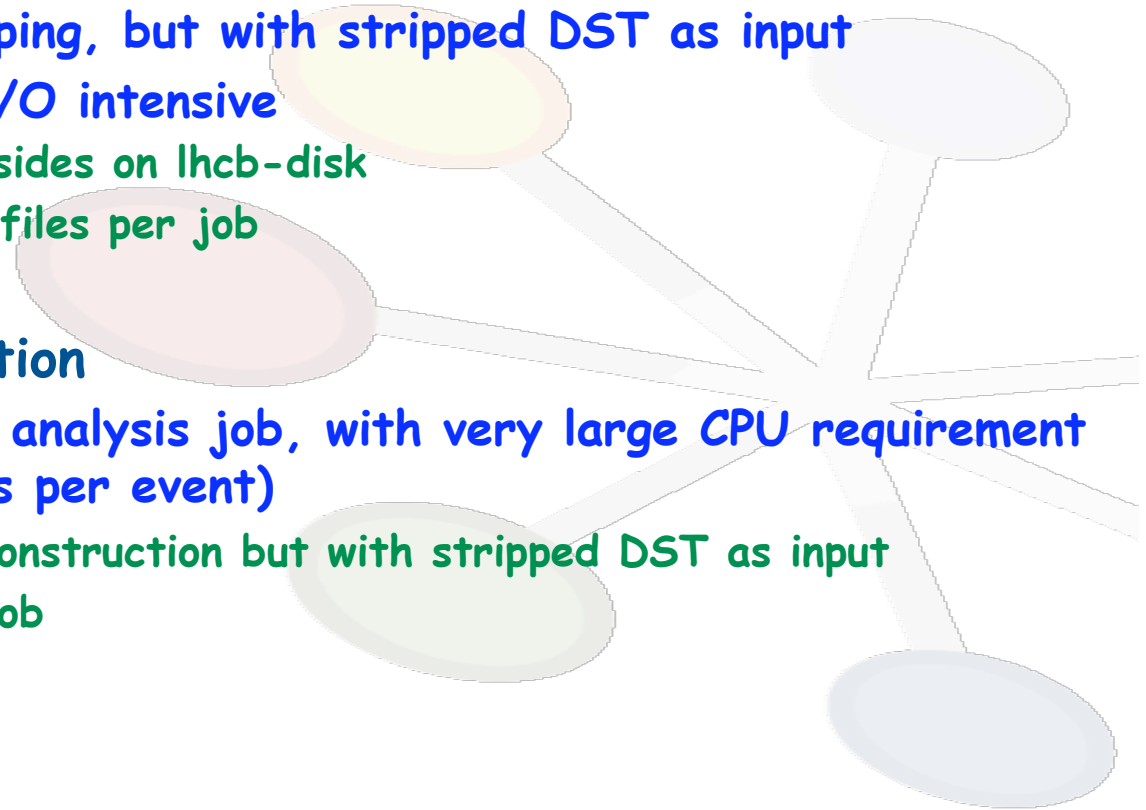 ping, but with stripped DST as input
/O intensive
sides on lhcb-disk
files per job
tion
analysis job, with very large CPU requirement
s per event)
onstruction but with stripped DST as input
ob